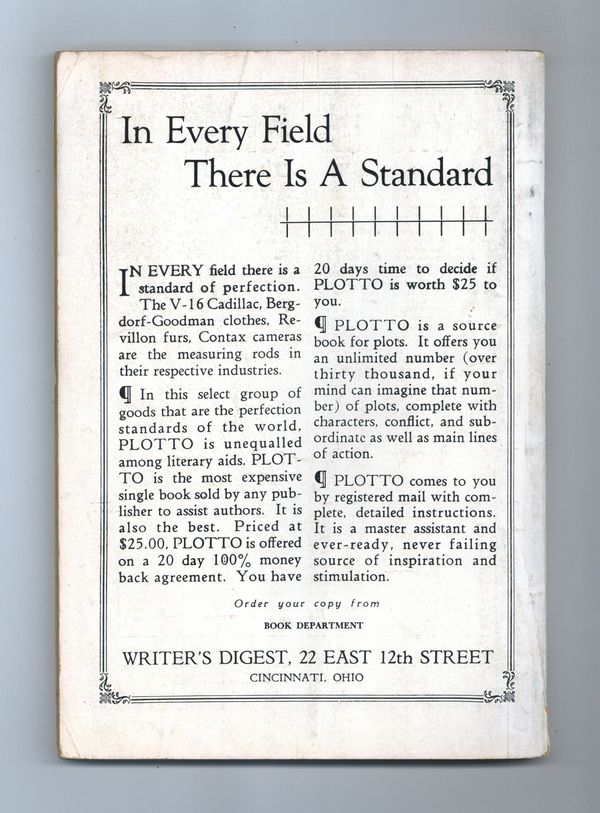 In Every Field
There Is A Standard
IN EVERY field there is a
standard of perfection.
The V-16 Cadillac, Berg-
dorf-Goodman clothes, Re-
villon furs, Contax cameras
are the measuring rods in
their respective industries.
¶ In this select group of
goods that are the perfection
standards of the world,
PLOTTO is unequalled
among literary aids. PLOT-
TO is the most expensive
single book sold by any pub-
lisher to assist authors. It is
also the best. Priced at
$25.00, PLOTTO is offered
on a 20 day 100% money
back agreement. You have
20 days time to decide if
PLOTTO is worth $25 to
you.
¶ PLOTTO is a source
book for plots. It offers you
an unlimited number (over
thirty thousand, if your
mind can imagine that num-
ber) of plots, complete with
characters, conflict, and sub-
ordinate as well as main lines
of action.
¶ PLOTTO comes to you
by registered mail with com-
plete, detailed instructions.
It is a master assistant and
ever-ready, never failing
source of inspiration and
stimulation.
Order your copy from
BOOK DEPARTMENT
WRITER'S DIGEST, 22 EAST 12th STREET
CINCINNATI, OHIO